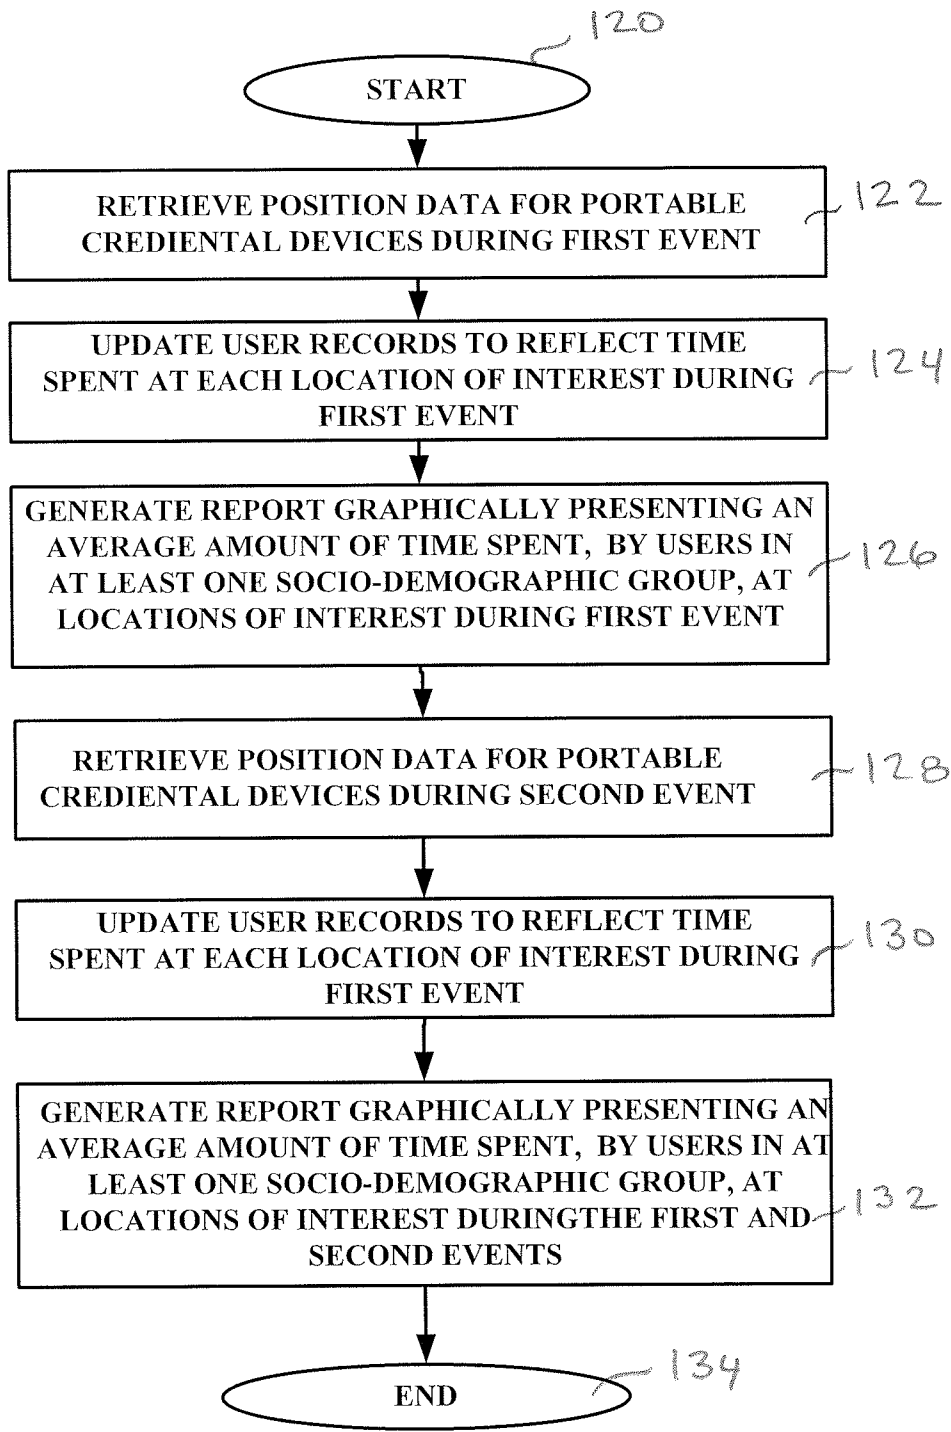 120
START
RETRIEVE POSITION DATA FOR PORTABLE
CREDIENTAL DEVICES DURING FIRST EVENT
122
UPDATE USER RECORDS TO REFLECT TIME
SPENT AT EACH LOCATION OF INTEREST DURING
FIRST EVENT
124
GENERATE REPORT GRAPHICALLY PRESENTING AN
AVERAGE AMOUNT OF TIME SPENT, BY USERS IN
AT LEAST ONE SOCIO-DEMOGRAPHIC GROUP, AT
LOCATIONS OF INTEREST DURING FIRST EVENT
126
RETRIEVE POSITION DATA FOR PORTABLE
CREDIENTAL DEVICES DURING SECOND EVENT
128
UPDATE USER RECORDS TO REFLECT TIME
SPENT AT EACH LOCATION OF INTEREST DURING
FIRST EVENT
130
GENERATE REPORT GRAPHICALLY PRESENTING AN
AVERAGE AMOUNT OF TIME SPENT, BY USERS IN AT
LEAST ONE SOCIO-DEMOGRAPHIC GROUP, AT
LOCATIONS OF INTEREST DURINGTHE FIRST AND
SECOND EVENTS
132
END
134